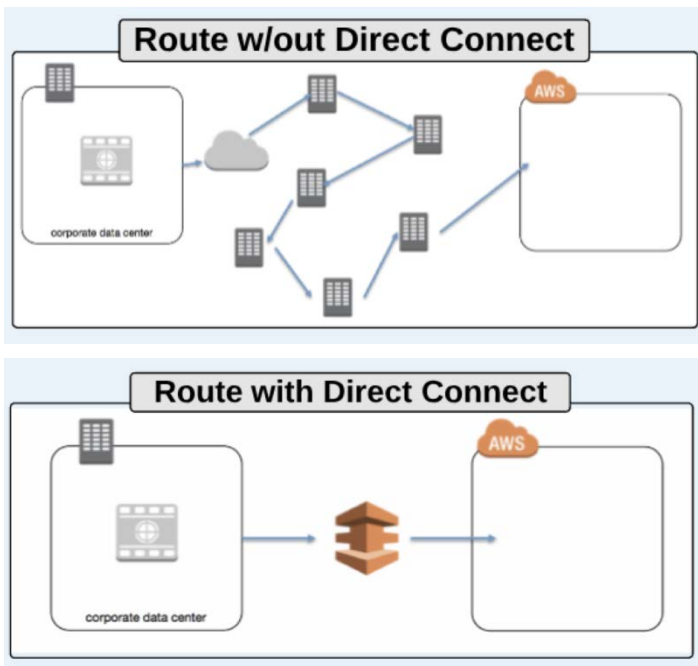 Route w/out Direct Connect
AWS
corporate data center
Route with Direct Connect
AWS
corporate data center